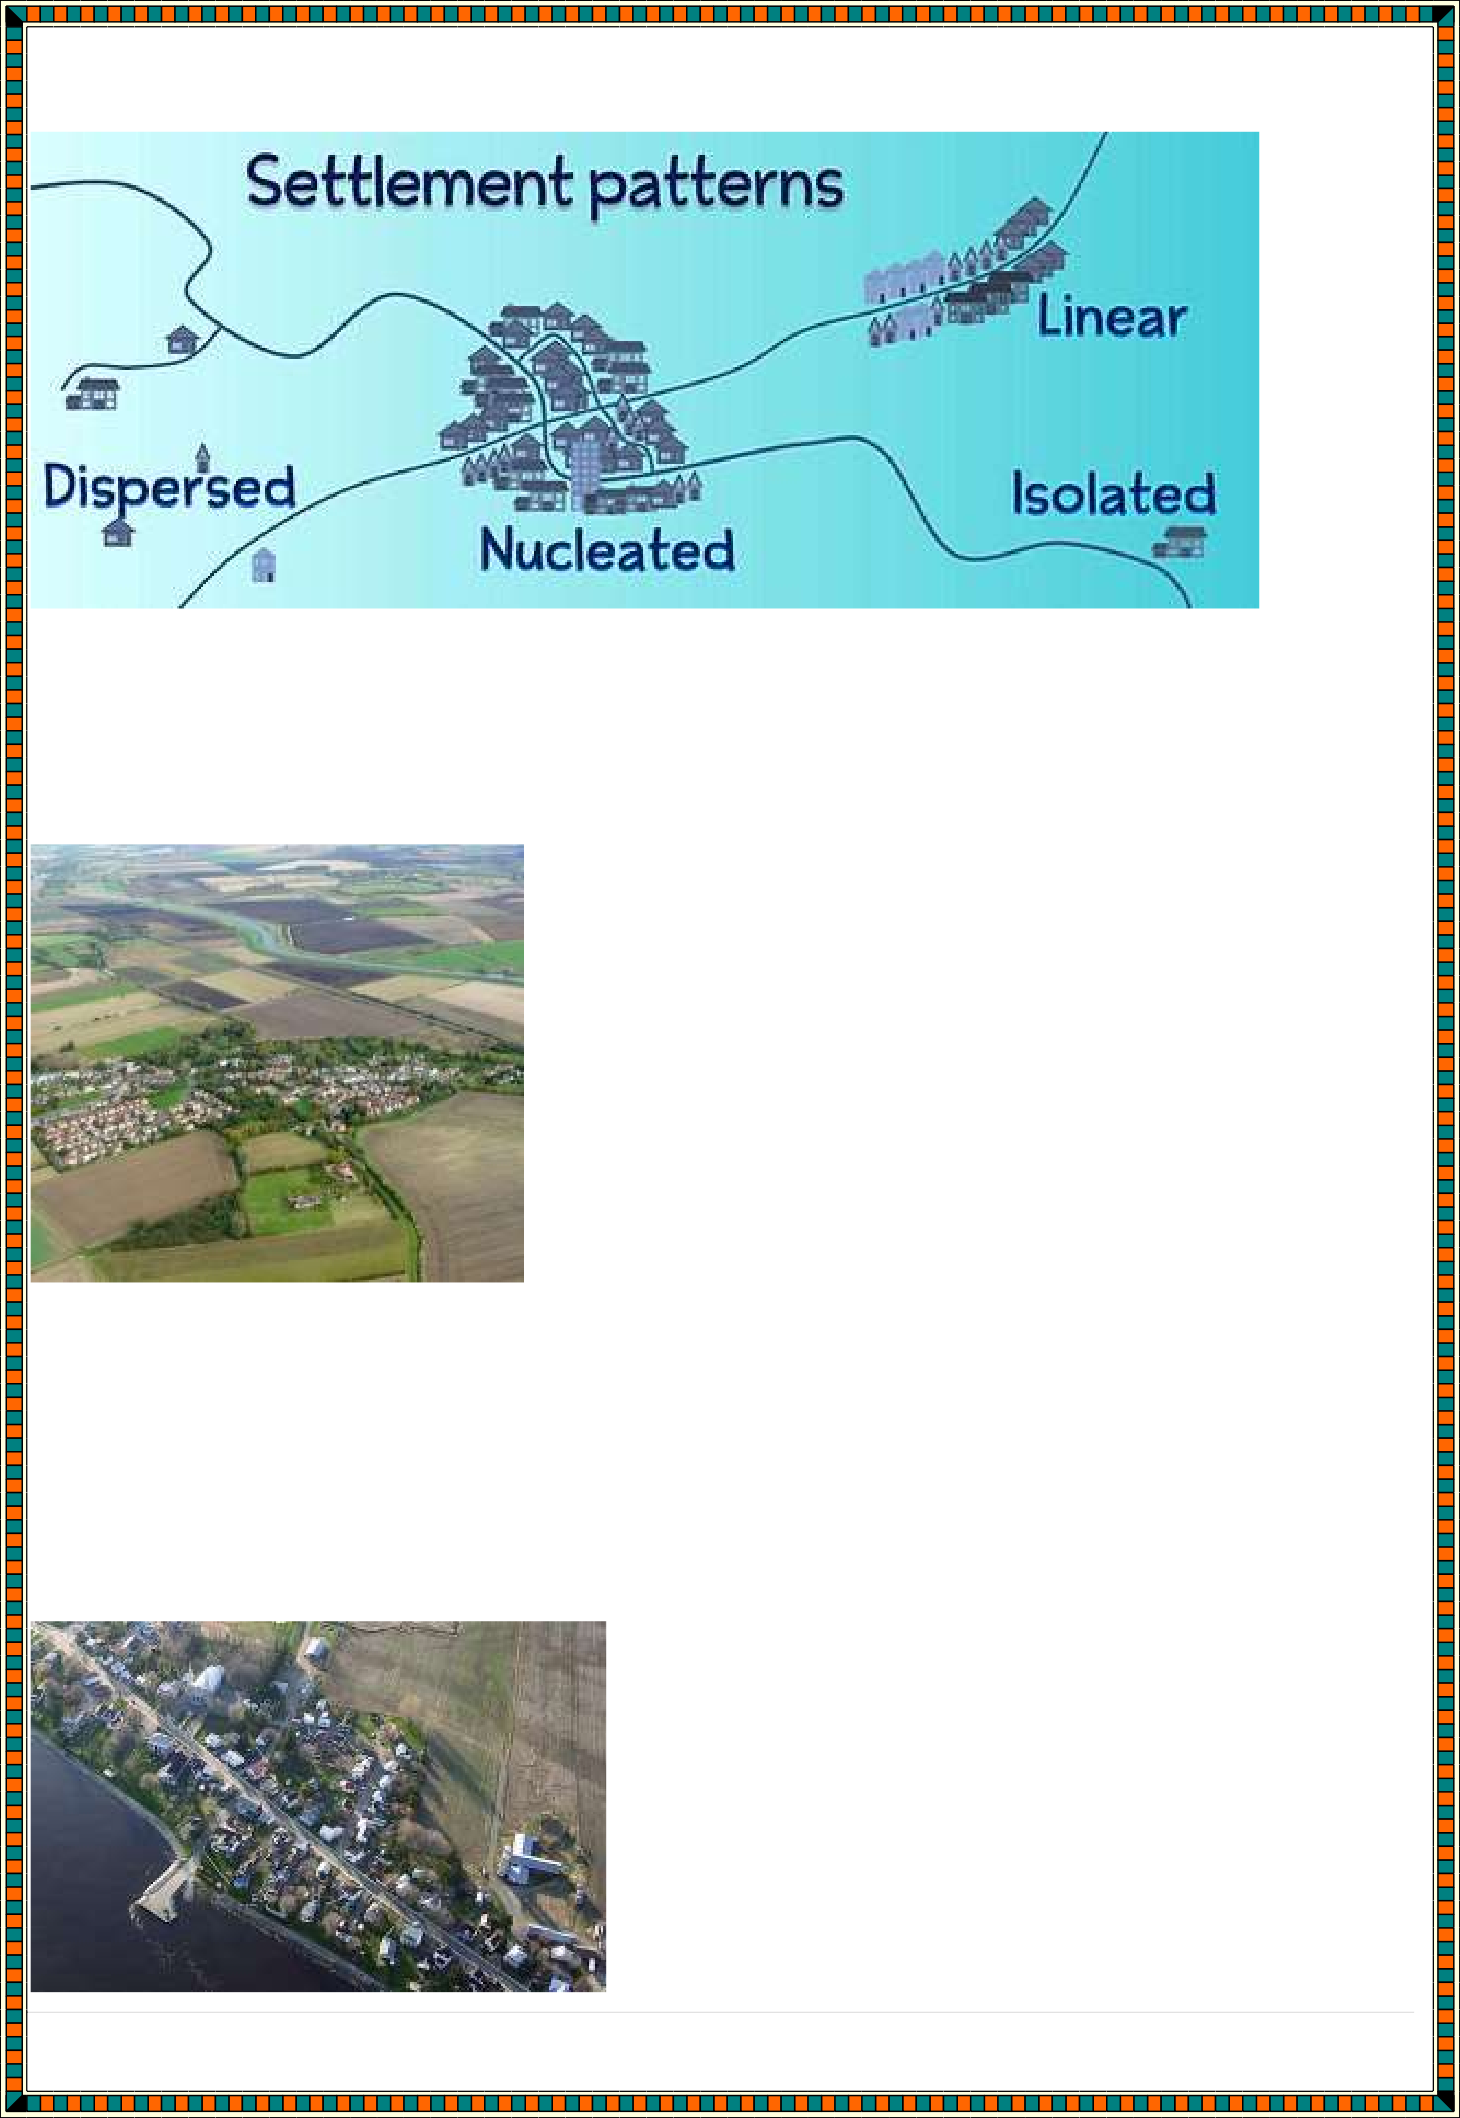 Settlement patterns
Linear
Dispersed
Isolated
Nucleated